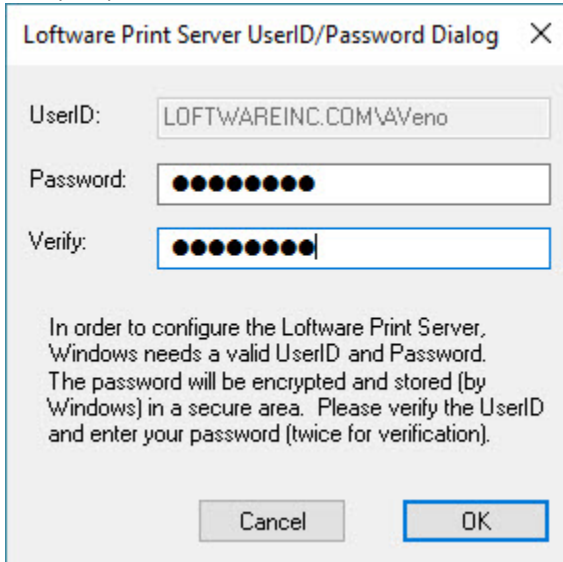 Loftware Print Server UserID/Password Dialog
UserID: LOFTWAREINC.COM\AVeno
Password: ●●●●●●●●
Verify: ●●●●●●●●
In order to configure the Loftware Print Server,
Windows needs a valid UserID and Password.
The password will be encrypted and stored (by
Windows) in a secure area.  Please verify the UserID
and enter your password (twice for verification).
Cancel OK